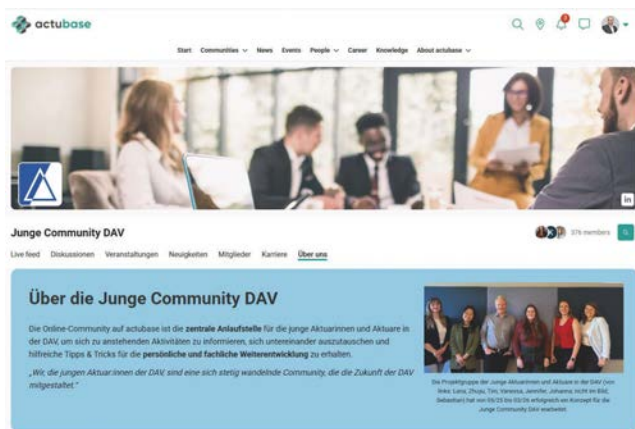 actubase
3
Start Communities News Events People Career Knowledge About actubase
in
Junge Community DAV
K
376 members
Live feed Diskussionen Veranstaltungen Neuigkeiten Mitglieder Karriere Über uns
Über die Junge Community DAV
Die Online-Community auf actubase ist die zentrale Anlaufstelle für die junge Aktuarinnen und Aktuare in
der DAV, um sich zu anstehenden Aktivitäten zu informieren, sich untereinander auszutauschen und
hilfreiche Tipps & Tricks für die persönliche und fachliche Weiterentwicklung zu erhalten.
„Wir, die jungen Aktuar:innen der DAV, sind eine sich stetig wandelnde Community, die die Zukunft der DAV
mitgestaltet."
Die Projektgruppe der Junge Aktuarinnen und Aktuare in der DAV (von
links: Lena, Zhuju, Tim, Vanessa, Jennifer, Johanna; nicht im Bild,
Sebastian) hat von 05/25 bis 03/26 erfolgreich ein Konzept für die
Junge Community DAV erarbeitet.